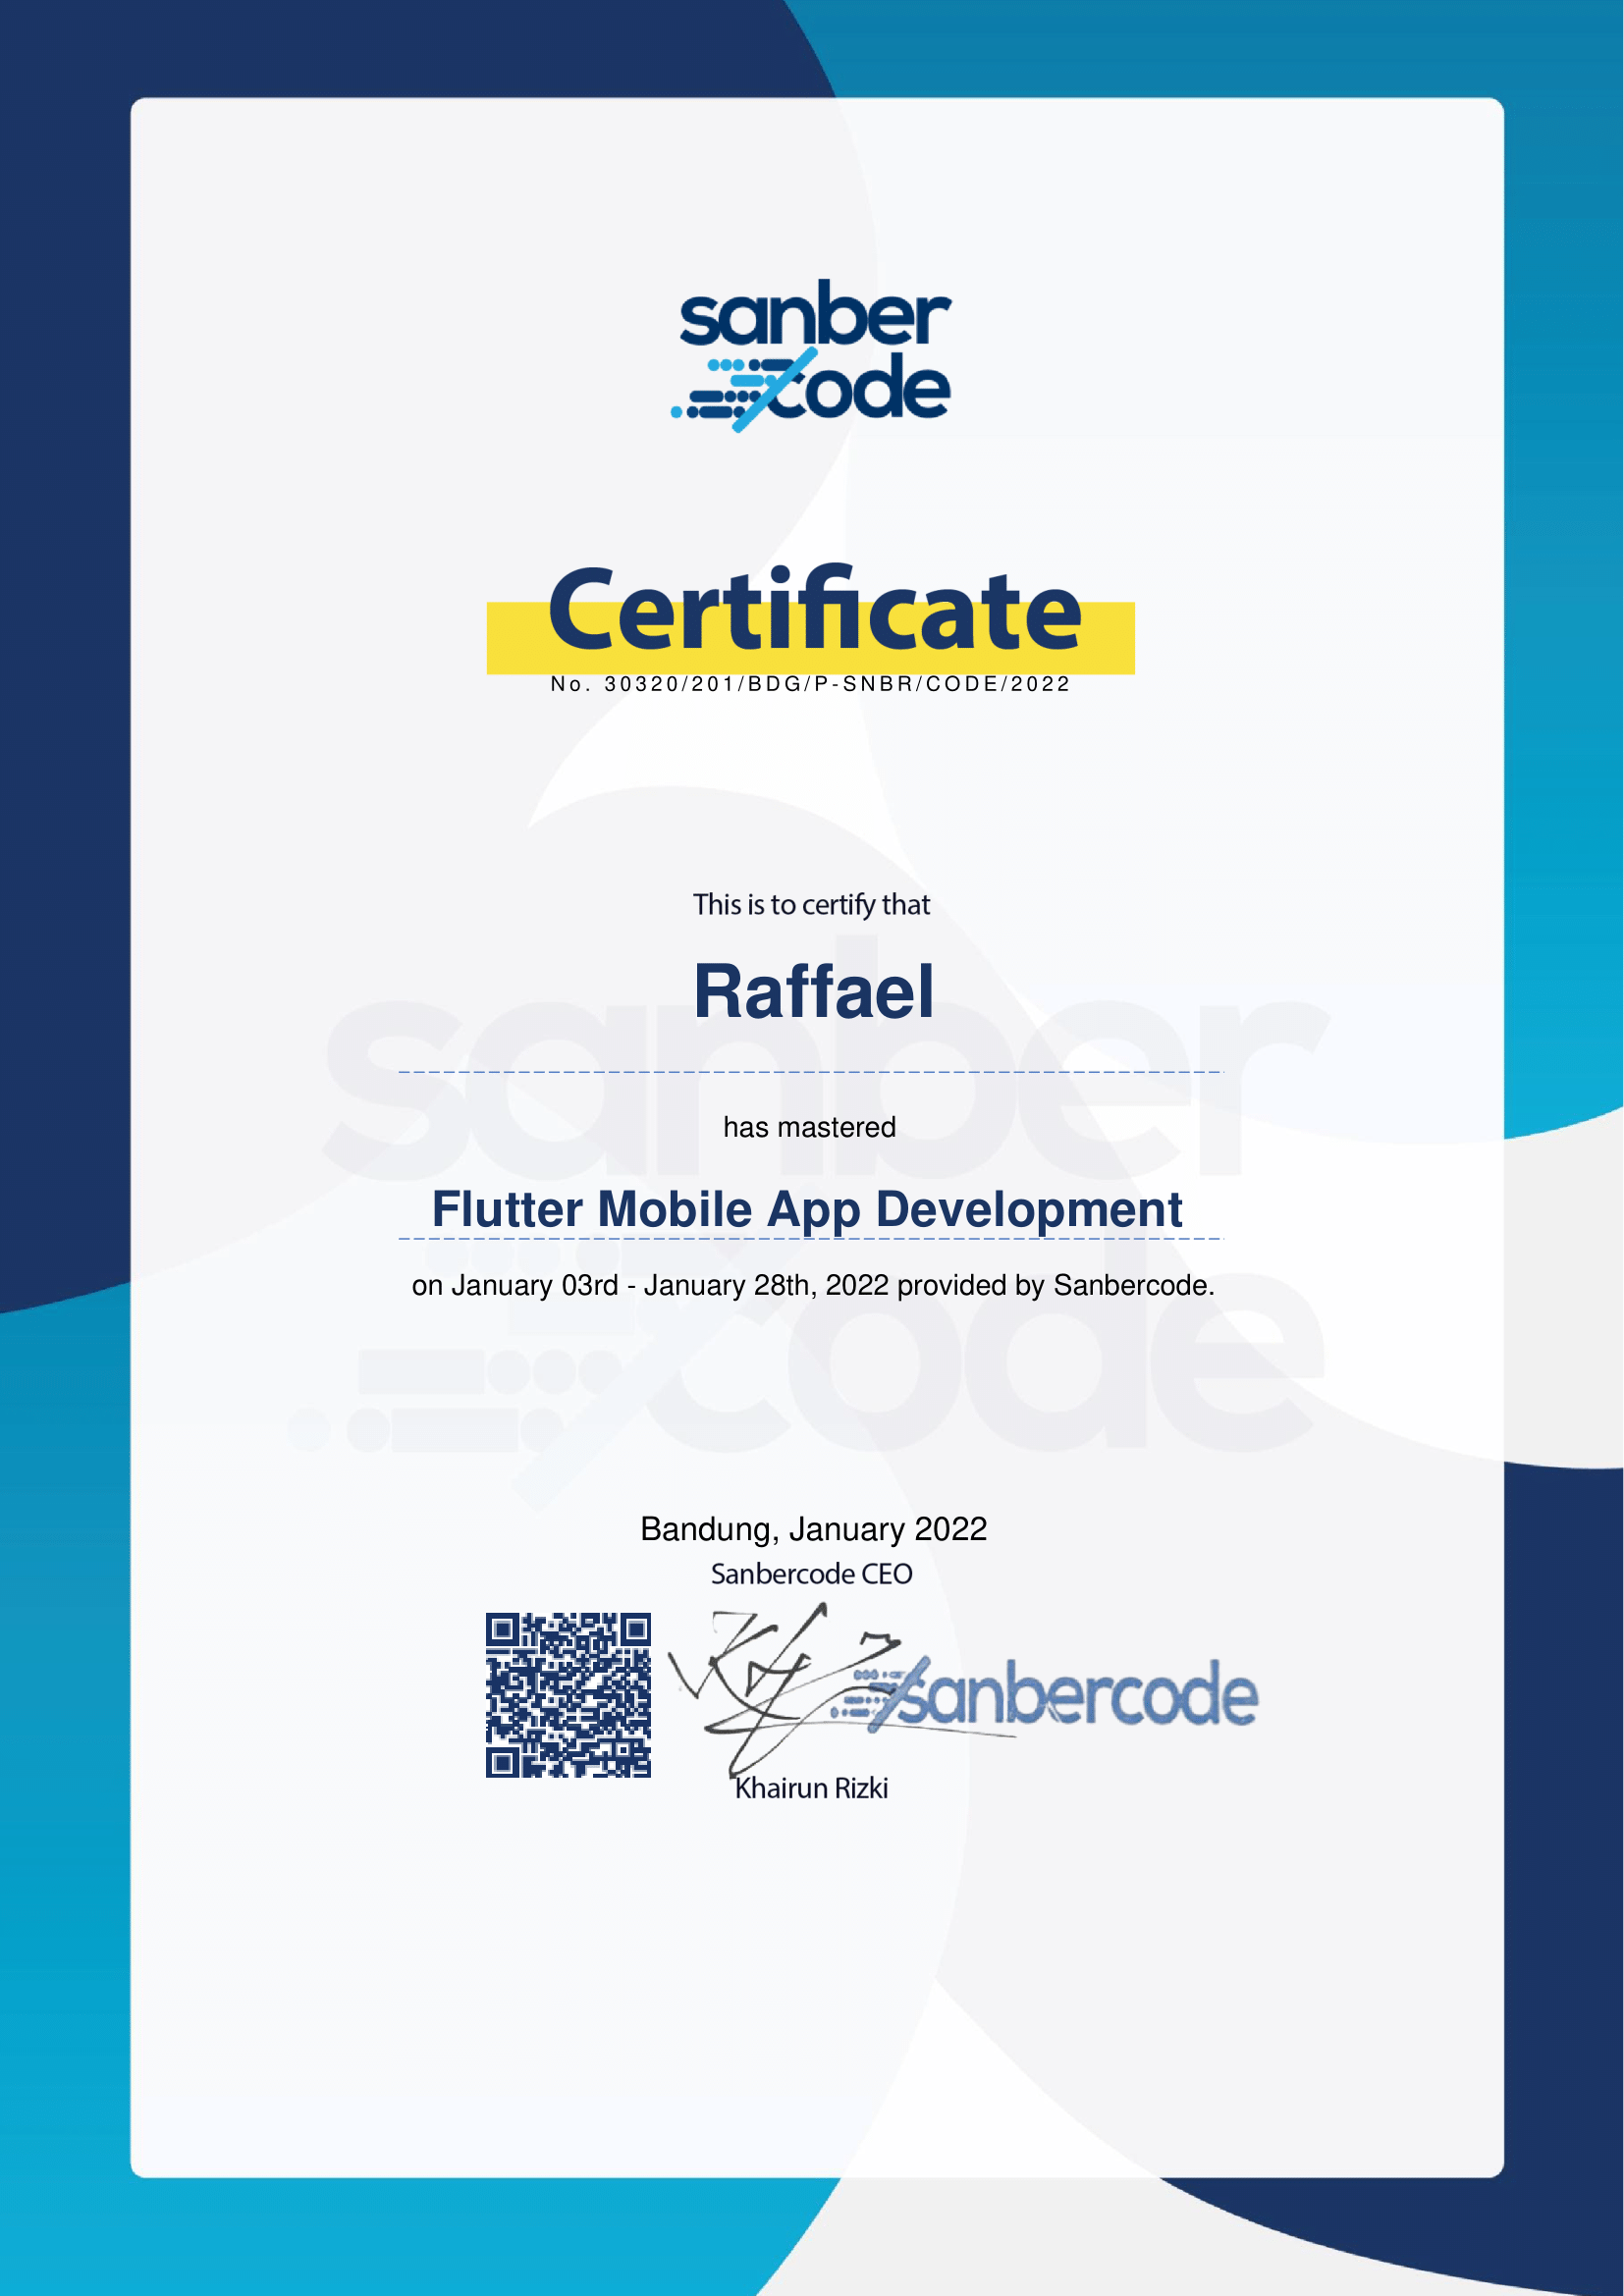 sanber
code
Certificate
No. 30320/201/BDG/P-SNBR/CODE/2022
This is to certify that
Raffael
has mastered
Flutter Mobile App Development
on January 03rd - January 28th, 2022 provided by Sanbercode.
sanber
code
Bandung, January 2022
Sanbercode CEO
sanbercode
Khairun Rizki